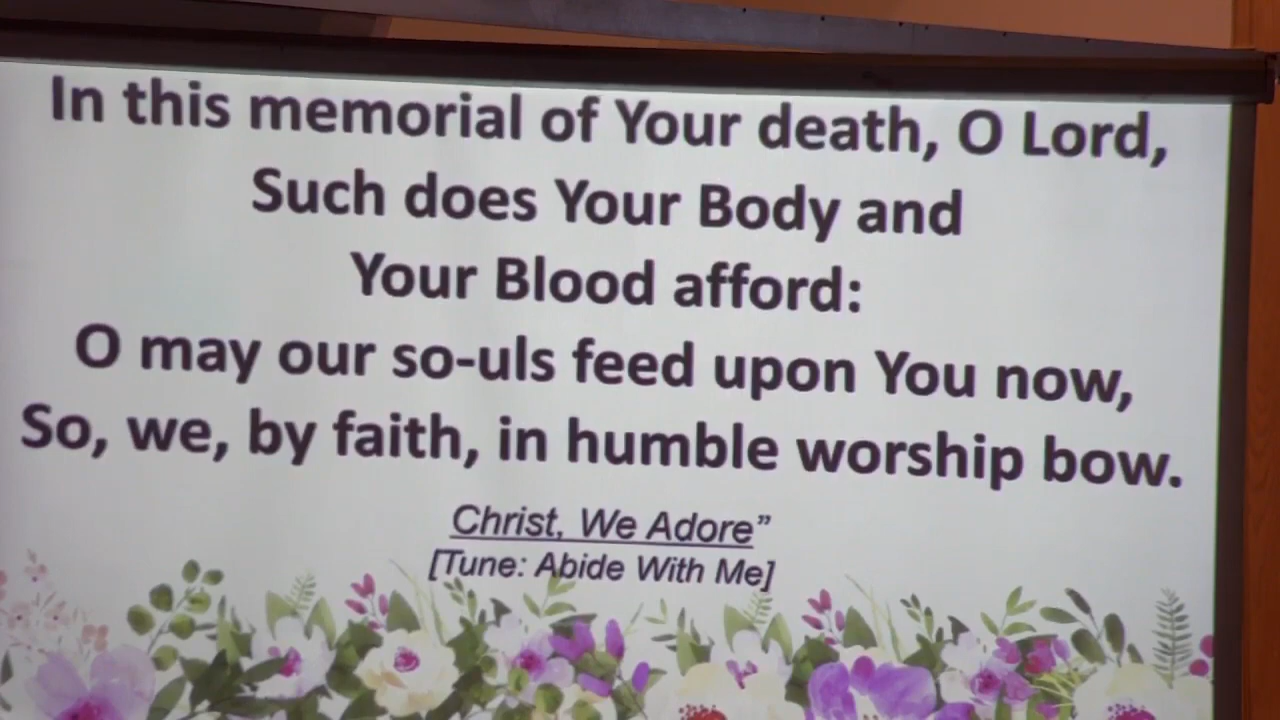 In this memorial of Your death, O Lord,
Such does Your Body and
Your Blood afford:
O may our so-uls feed upon You now,
So, we, by faith, in humble worship bow.
Christ, We Adore”
[Tune: Abide With Me]